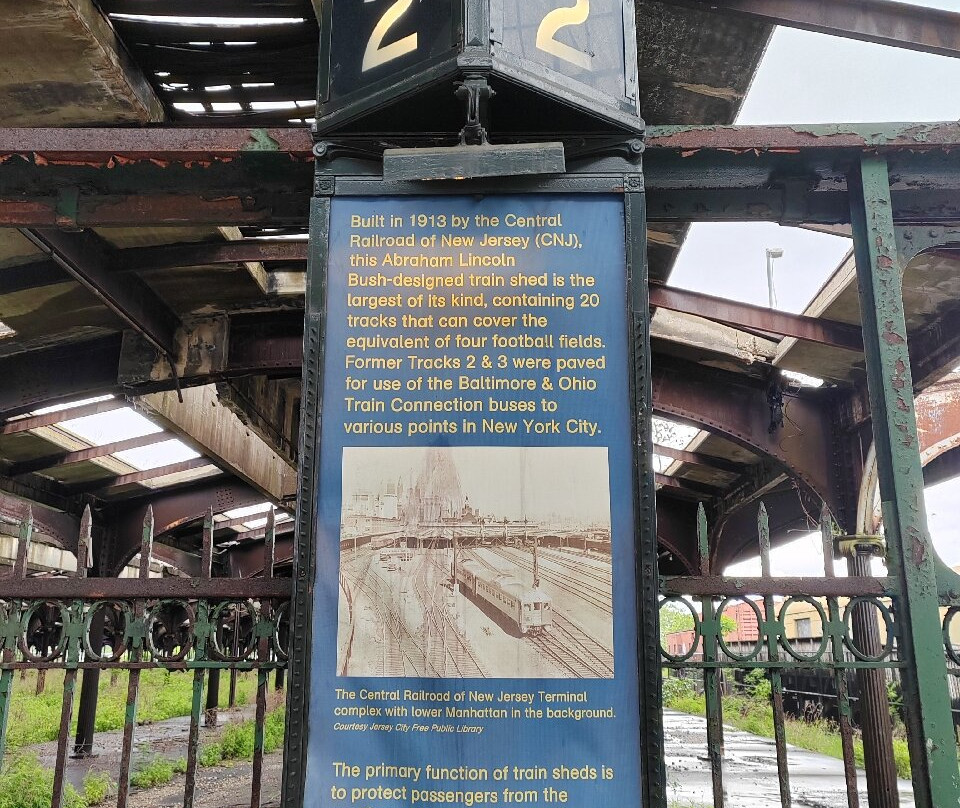 2 2
Built in 1913 by the Central
Railroad of New Jersey (CNJ),
this Abraham Lincoln
Bush-designed train shed is the
largest of its kind, containing 20
tracks that can cover the
equivalent of four football fields.
Former Tracks 2 & 3 were paved
for use of the Baltimore & Ohio
Train Connection buses to
various points in New York City.
The Central Railroad of New Jersey Terminal
complex with lower Manhattan in the background.
Courtesy Jersey City Free Public Library
The primary function of train sheds is
to protect passengers from the